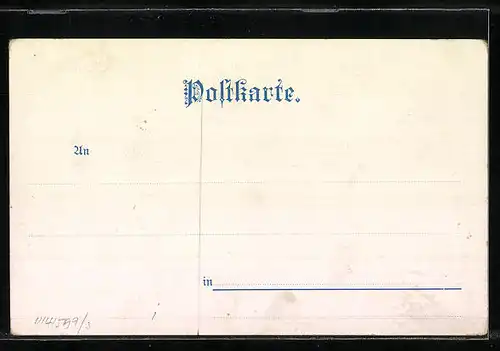 Postkarte.
An
in